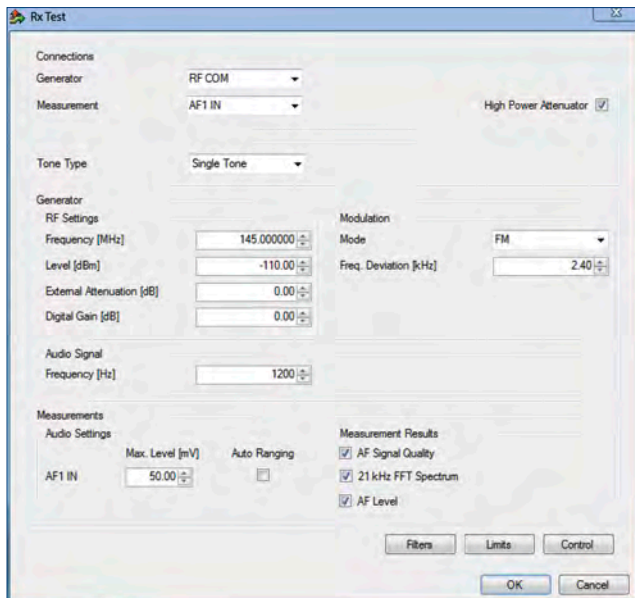 Rx Test
Connections
Generator RF COM
Measurement AF1 IN High Power Attenuator
Tone Type Single Tone
Generator
RF Settings Modulation
Frequency [MHz] 145.000000 Mode FM
Level [dBm] -110.00 Freq. Deviation [kHz] 2.40
External Attenuation [dB] 0.00
Digital Gain [dB] 0.00
Audio Signal
Frequency [Hz] 1200
Measurements
Audio Settings Measurement Results
Max. Level [mV] Auto Ranging AF Signal Quality
AF1 IN 50.00 21 kHz FFT Spectrum
AF Level
Filters Limits Control
OK Cancel